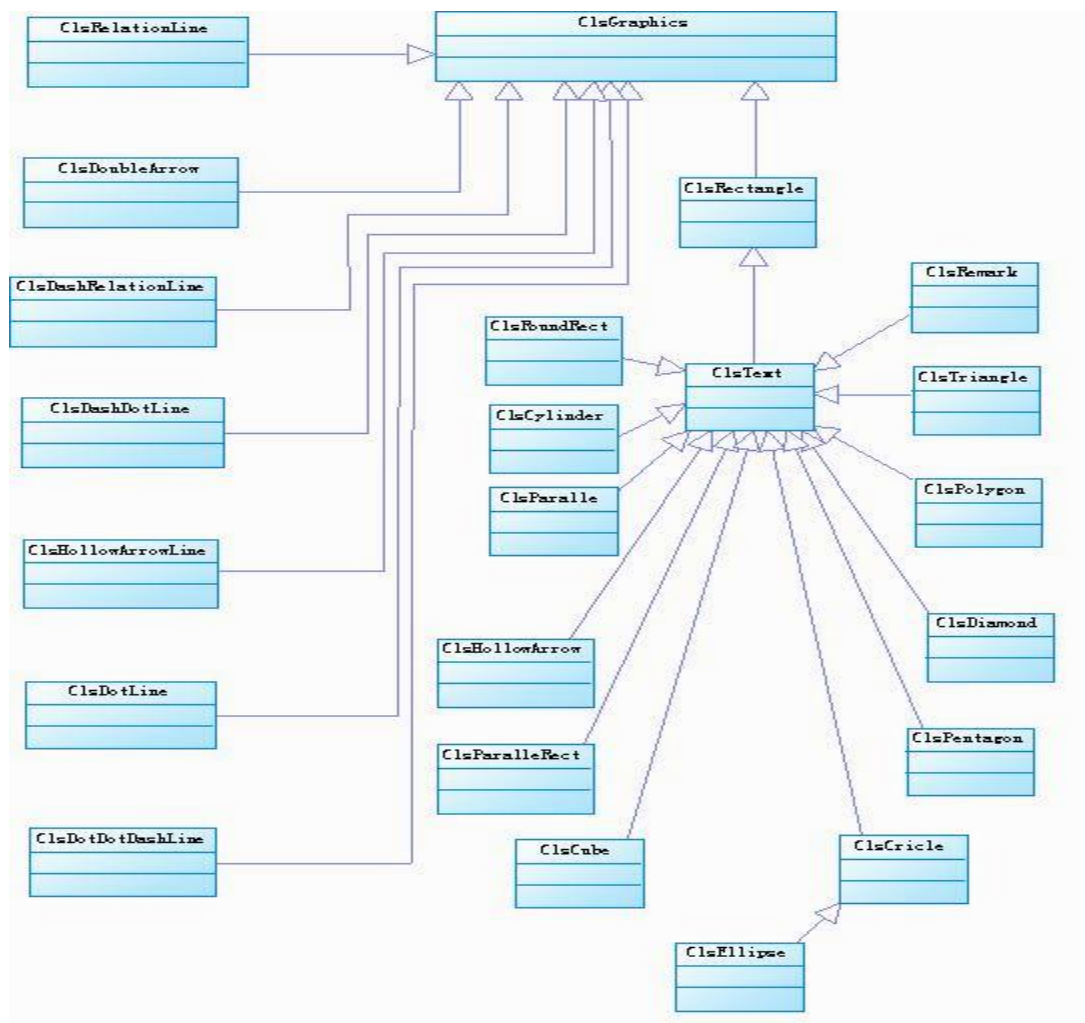 ClsRelationLine
ClsGraphics
ClsDoubleArrow
ClsRectangle
ClsDashRelationLine
ClsRemark
ClsRoundRect
ClsText
ClsTriangle
ClsDashDotLine
ClsCylinder
ClsParalle
ClsPolygon
ClsHollowArrowLine
ClsHollowArrow
ClsDiamond
ClsDotLine
ClsParalleRect
ClsPentagon
ClsDotDotDashLine
ClsCube
ClsCricle
ClsEllipse